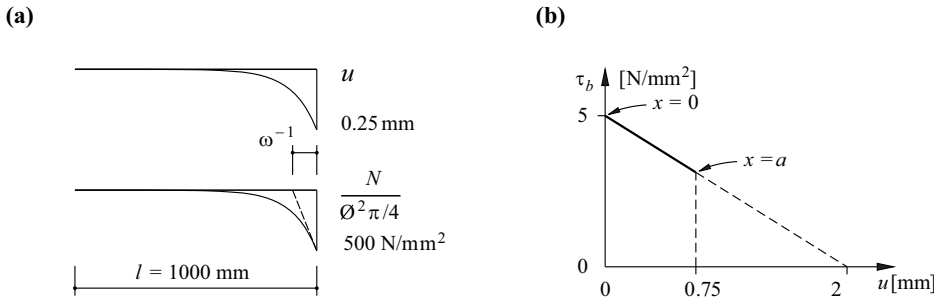 (a)
u
0.25 mm
ω⁻¹
N
Ø²π/4
500 N/mm²
l = 1000 mm
(b)
τb [N/mm²]
x = 0
5
x = a
0
0 0.75 2 u [mm]